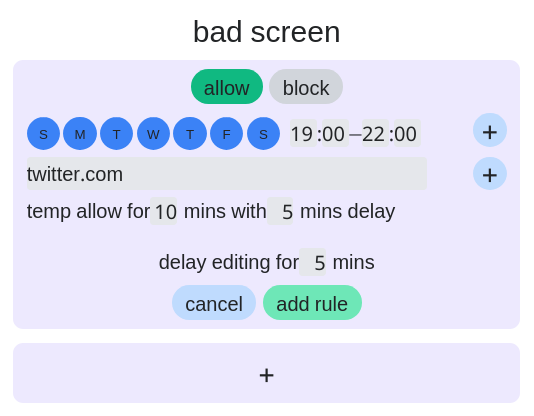 bad screen
allow block
S M T W T F S 19:00–22:00 +
twitter.com +
temp allow for 10 mins with 5 mins delay
delay editing for 5 mins
cancel add rule
+